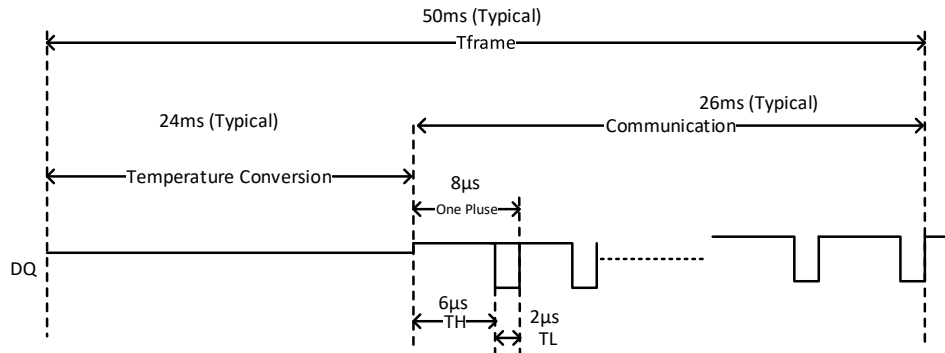 50ms (Typical)
Tframe
26ms (Typical)
24ms (Typical)
Communication
Temperature Conversion
8μs
One Pluse
DQ
6μs
2μs
TH
TL